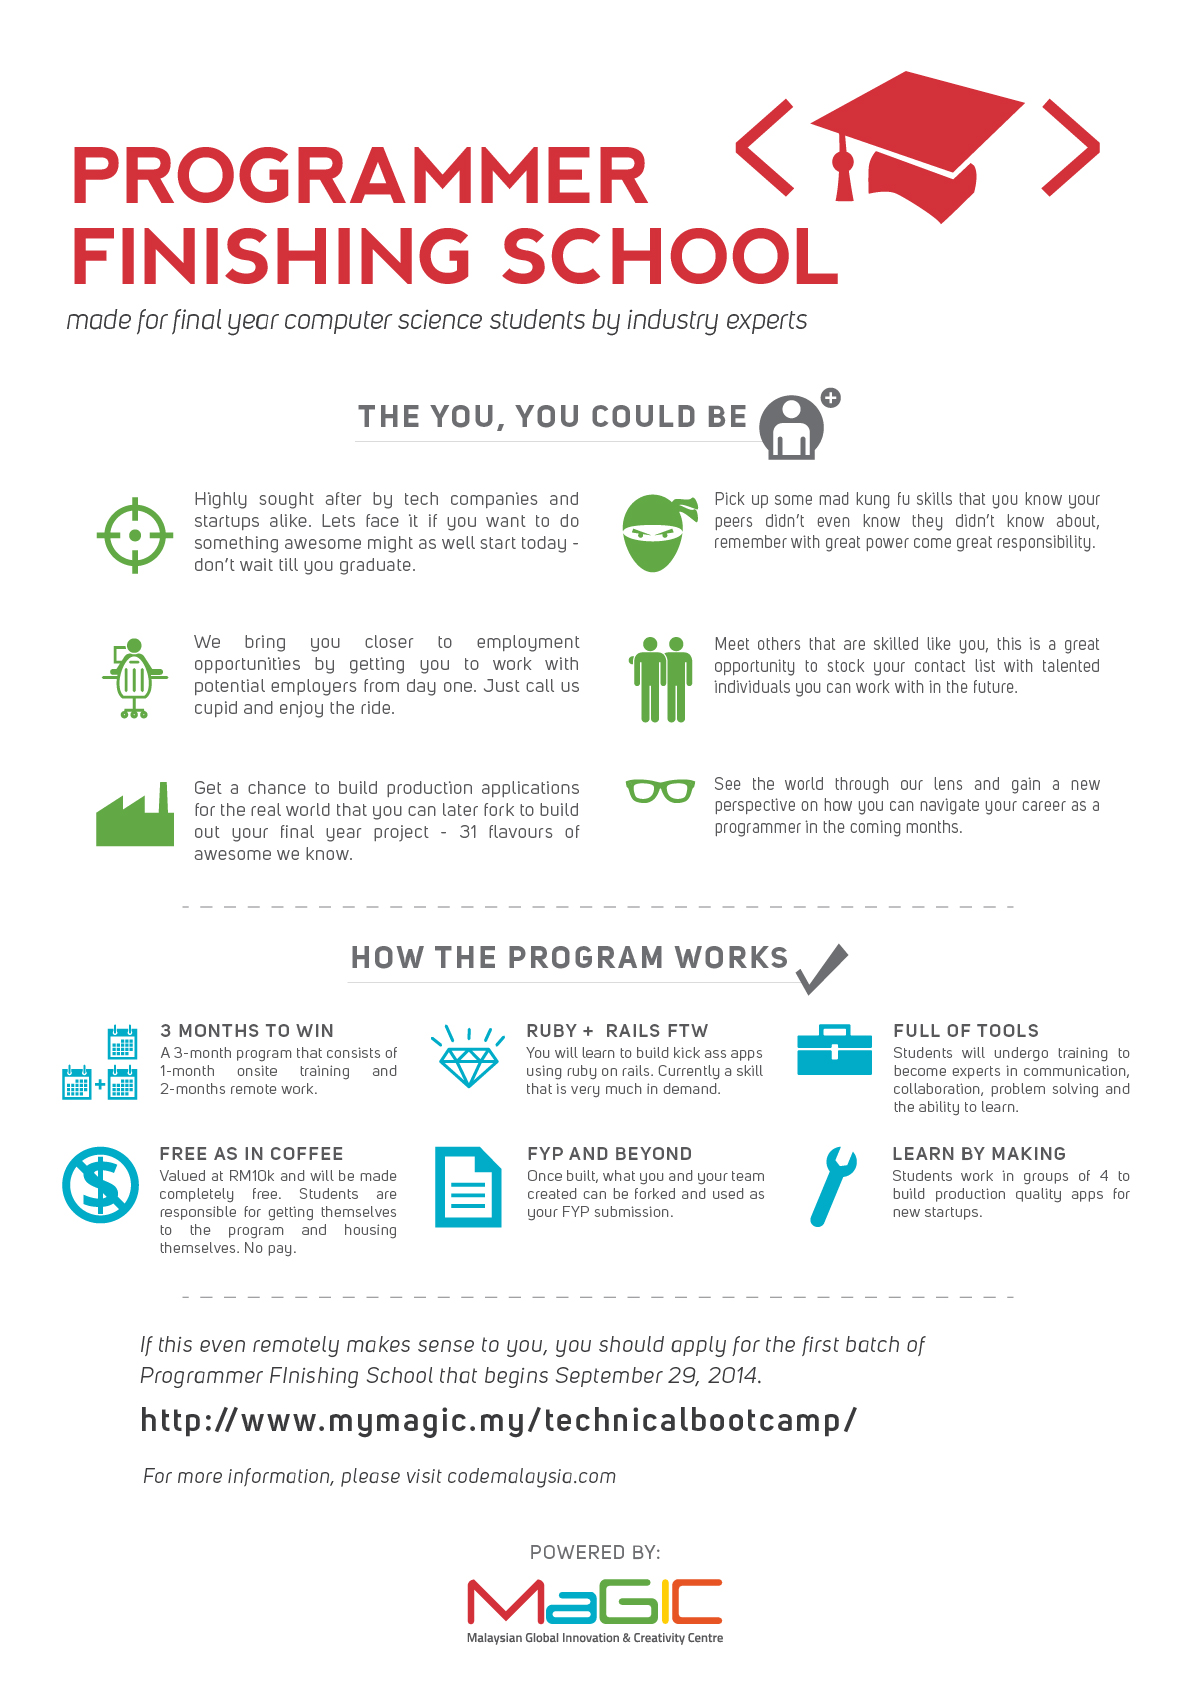 PROGRAMMER
FINISHING SCHOOL
made for final year computer science students by industry experts
THE YOU, YOU COULD BE
Highly sought after by tech companies and
startups alike. Lets face it if you want to do
something awesome might as well start today -
don't wait till you graduate.
Pick up some mad kung fu skills that you know your
peers didn't even know they didn't know about,
remember with great power come great responsibility.
We bring you closer to employment
opportunities by getting you to work with
potential employers from day one. Just call us
cupid and enjoy the ride.
Meet others that are skilled like you, this is a great
opportunity to stock your contact list with talented
individuals you can work with in the future.
Get a chance to build production applications
for the real world that you can later fork to build
out your final year project - 31 flavours of
awesome we know.
See the world through our lens and gain a new
perspective on how you can navigate your career as a
programmer in the coming months.
HOW THE PROGRAM WORKS
3 MONTHS TO WIN
A 3-month program that consists of
1-month onsite training and
2-months remote work.
RUBY + RAILS FTW
You will learn to build kick ass apps
using ruby on rails. Currently a skill
that is very much in demand.
FULL OF TOOLS
Students will undergo training to
become experts in communication,
collaboration, problem solving and
the ability to learn.
FREE AS IN COFFEE
Valued at RM10k and will be made
completely free. Students are
responsible for getting themselves
to the program and housing
themselves. No pay.
FYP AND BEYOND
Once built, what you and your team
created can be forked and used as
your FYP submission.
LEARN BY MAKING
Students work in groups of 4 to
build production quality apps for
new startups.
If this even remotely makes sense to you, you should apply for the first batch of
Programmer FInishing School that begins September 29, 2014.
http://www.mymagic.my/technicalbootcamp/
For more information, please visit codemalaysia.com
POWERED BY:
MaGIC
Malaysian Global Innovation & Creativity Centre